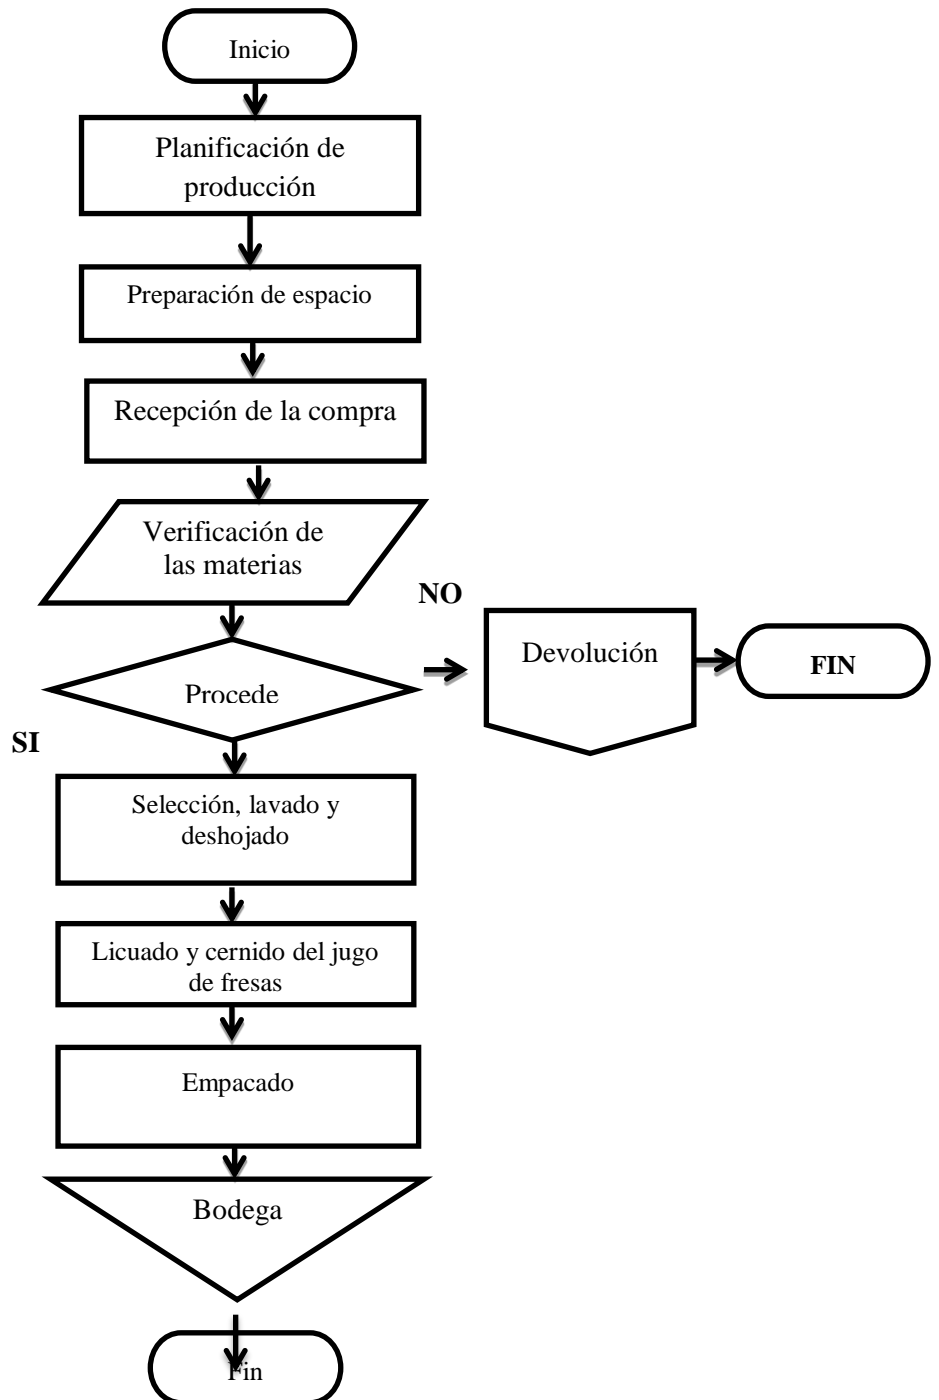 Inicio
Planificación de
producción
Preparación de espacio
Recepción de la compra
Verificación de
las materias
NO
Devolución
FIN
Procede
SI
Selección, lavado y
deshojado
Licuado y cernido del jugo
de fresas
Empacado
Bodega
Fin